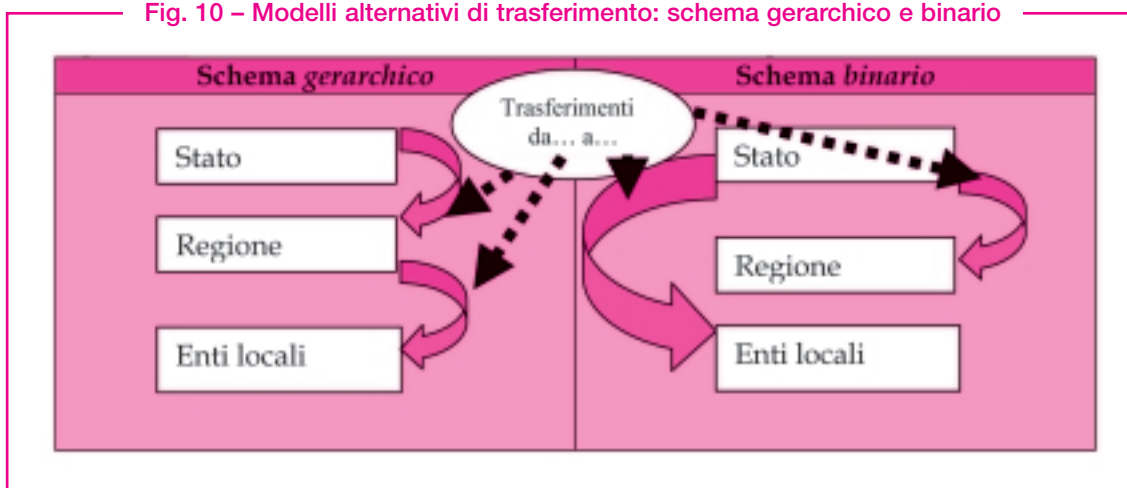 Fig. 10 – Modelli alternativi di trasferimento: schema gerarchico e binario
Schema gerarchico
Schema binario
Trasferimenti
da... a...
Stato
Regione
Enti locali
Stato
Regione
Enti locali